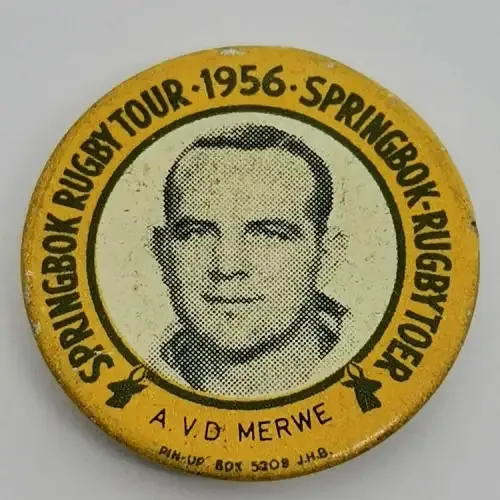 SPRINGBOK RUGBY TOUR · 1956 · SPRINGBOK-RUGBYTOER
A. V. D. MERWE
PIN-UP BOX 5209 J.H.B.